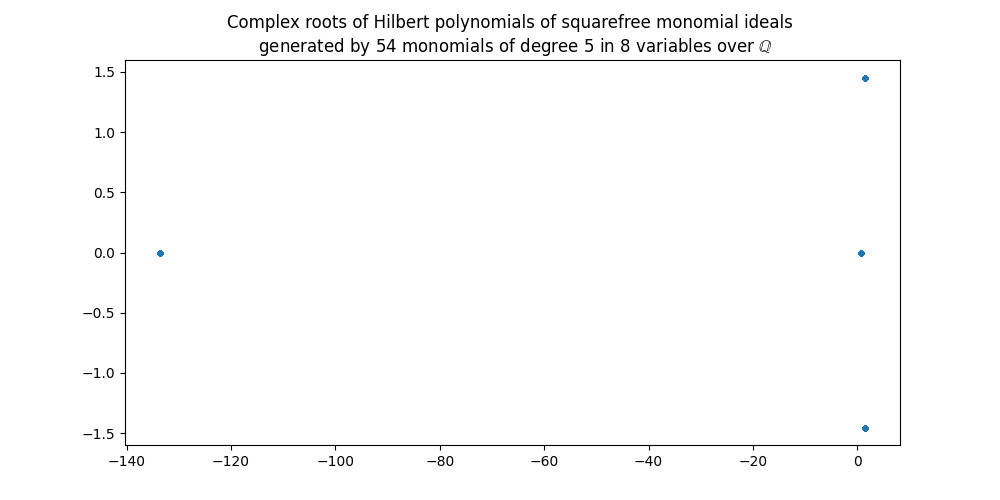 Complex roots of Hilbert polynomials of squarefree monomial ideals
generated by 54 monomials of degree 5 in 8 variables over ℚ
1.5
1.0
0.5
0.0
−0.5
−1.0
−1.5
−140 −120 −100 −80 −60 −40 −20 0